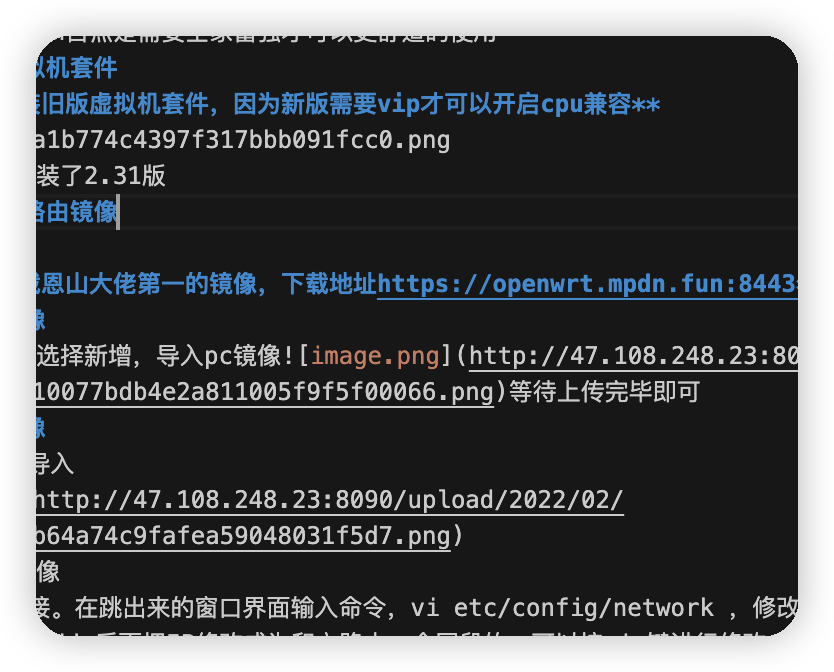 拟机套件
装旧版虚拟机套件，因为新版需要vip才可以开启cpu兼容**
a1b774c4397f317bbb091fcc0.png
装了2.31版
路由镜像
恩山大佬第一的镜像，下载地址https://openwrt.mpdn.fun:8443
像
选择新增，导入pc镜像![image.png](http://47.108.248.23:80
10077bdb4e2a811005f9f5f00066.png)等待上传完毕即可
像
导入
http://47.108.248.23:8090/upload/2022/02/
b64a74c9fafea59048031f5d7.png)
像
接。在跳出来的窗口界面输入命令，vi etc/config/network ，修改